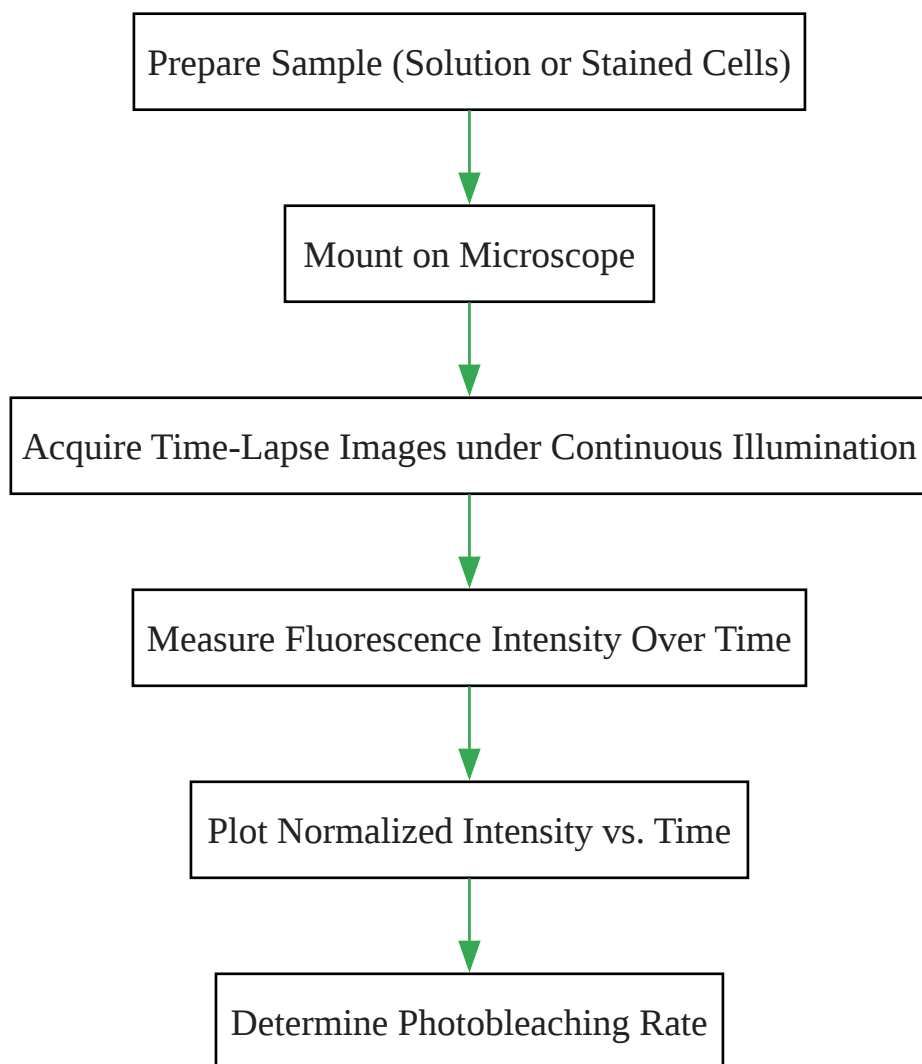 Prepare Sample (Solution or Stained Cells)
Mount on Microscope
Acquire Time-Lapse Images under Continuous Illumination
Measure Fluorescence Intensity Over Time
Plot Normalized Intensity vs. Time
Determine Photobleaching Rate